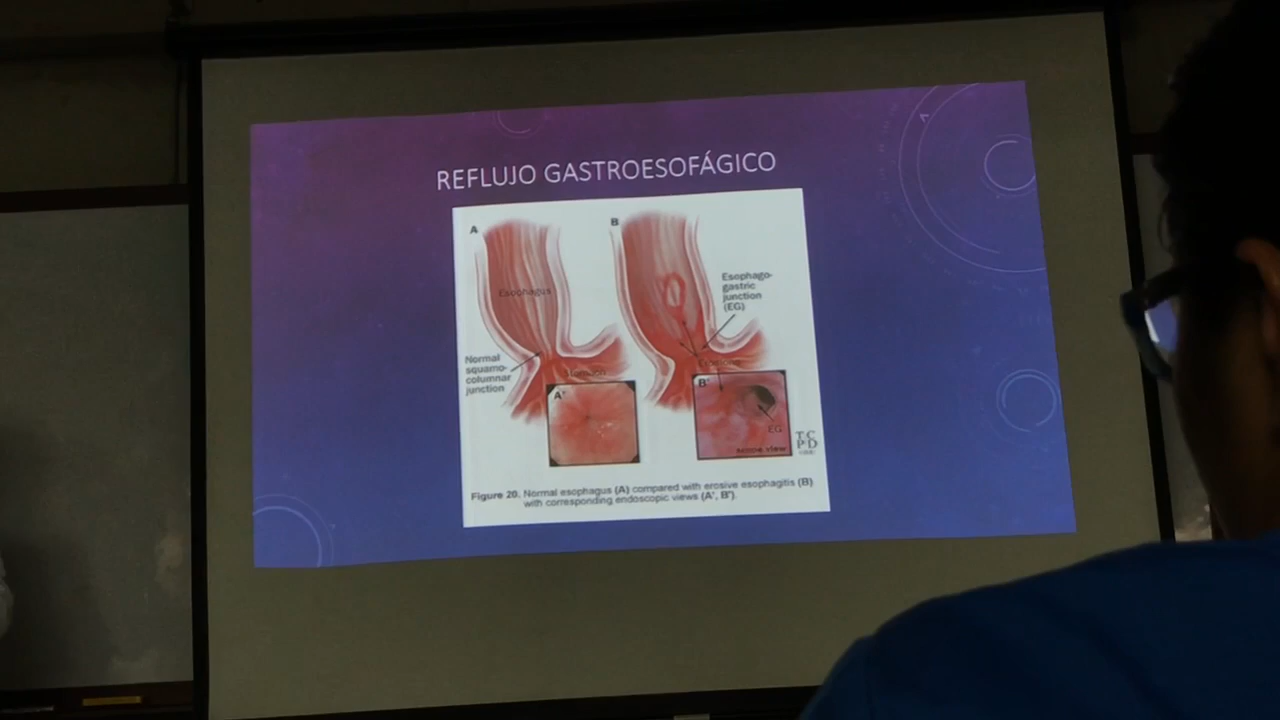 REFLUJO GASTROESOFÁGICO
A
B
Esophagus
Esophago-
gastric
junction
(EG)
Normal
squamo-
columnar
junction
A'
B'
EG
T C
P D
Figure 20. Normal esophagus (A) compared with erosive esophagitis (B)
with corresponding endoscopic views (A', B').